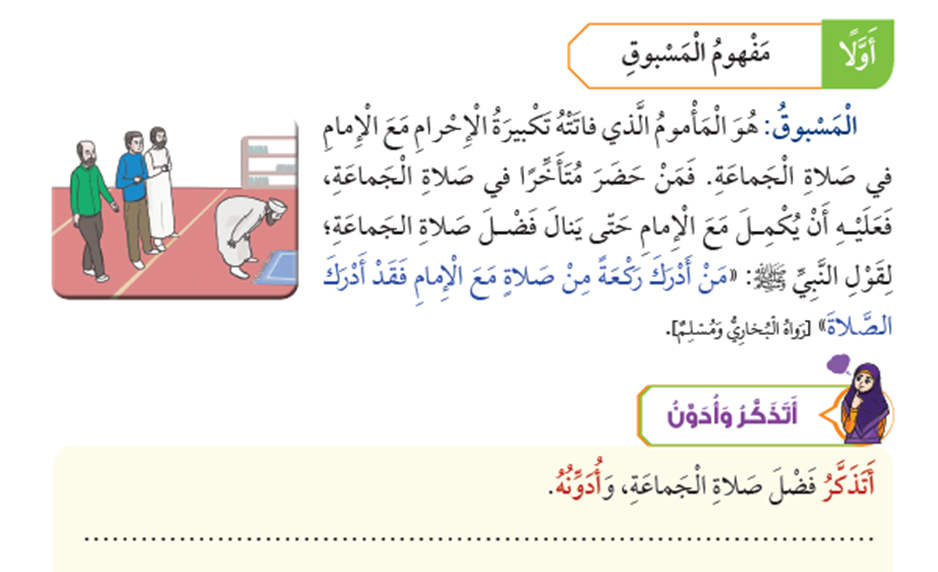 أَوَّلًا
مَفْهومُ الْمَسْبوقِ
الْمَسْبوقُ: هُوَ الْمَأْمومُ الَّذي فاتَتْهُ تَكْبيرَةُ الْإِحْرامِ مَعَ الْإِمامِ
في صَلاةِ الْجَماعَةِ. فَمَنْ حَضَرَ مُتَأَخِّرًا في صَلاةِ الْجَماعَةِ،
فَعَلَيْهِ أَنْ يُكْمِلَ مَعَ الْإِمامِ حَتّى يَنالَ فَضْلَ صَلاةِ الجَماعَةِ؛
لِقَوْلِ النَّبِيِّ ﷺ: «مَنْ أَدْرَكَ رَكْعَةً مِنْ صَلاةٍ مَعَ الْإِمامِ فَقَدْ أَدْرَكَ
الصَّلاةَ» [رَواهُ الْبُخارِيُّ وَمُسْلِمٌ].
أَتَذَكَّرُ وَأُدَوِّنُ
أَتَذَكَّرُ فَضْلَ صَلاةِ الْجَماعَةِ، وَأُدَوِّنُهُ.